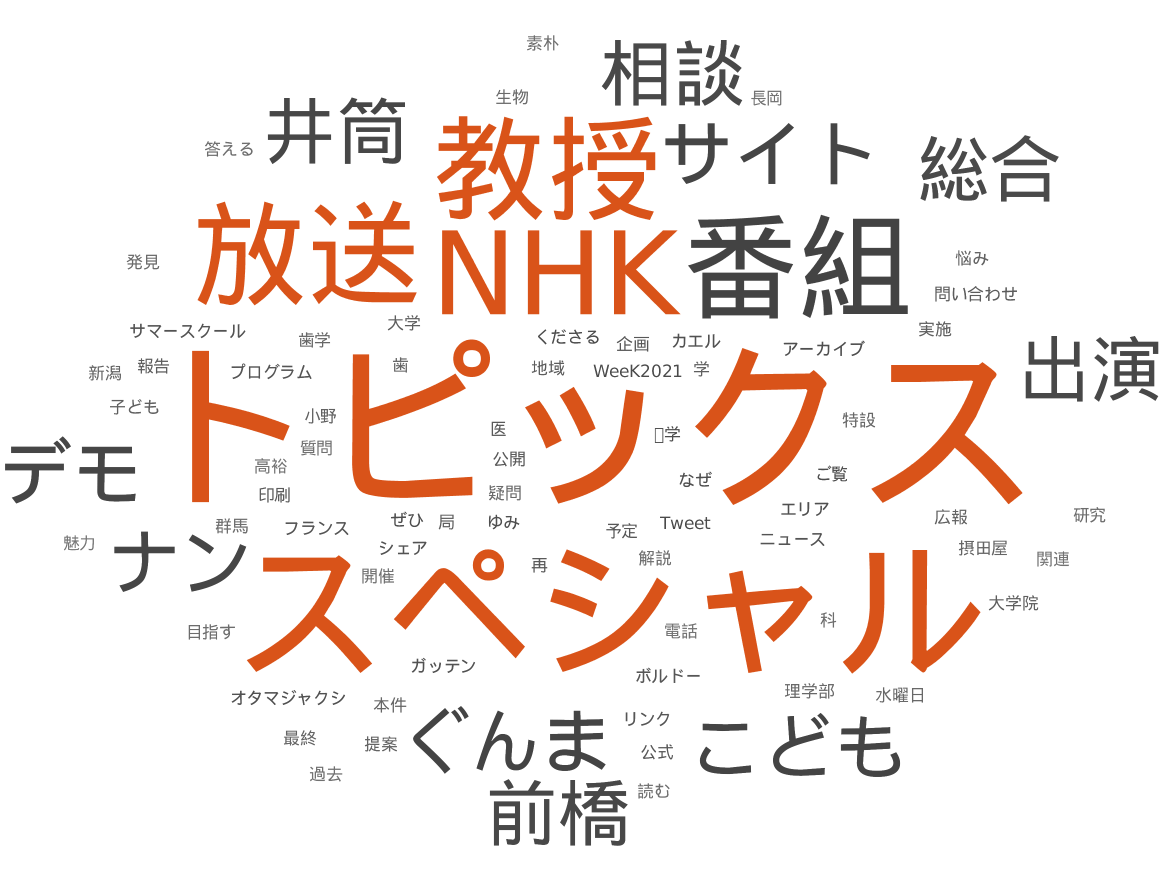 素朴
相談
生物
長岡
井筒
教授
サイト
総合
答える
放送
NHK
番組
発見
悩み
問い合わせ
サマースクール
歯学
大学
くださる
企画
カエル
アーカイブ
実施
出演
新潟
報告
プログラム
歯
地域
WeeK2021
学
トピックス
子ども
小野
特設
医
学
質問
公開
デモ
高裕
印刷
疑問
なぜ
ご覧
エリア
群馬
フランス
ぜひ
局
ゆみ
予定
Tweet
広報
研究
魅力
ナン
シェア
ニュース
摂田屋
関連
開催
再
解説
スペシャル
大学院
目指す
電話
科
ガッテン
ボルドー
オタマジャクシ
本件
理学部
水曜日
最終
提案
ぐんま
リンク
公式
こども
過去
前橋
読む